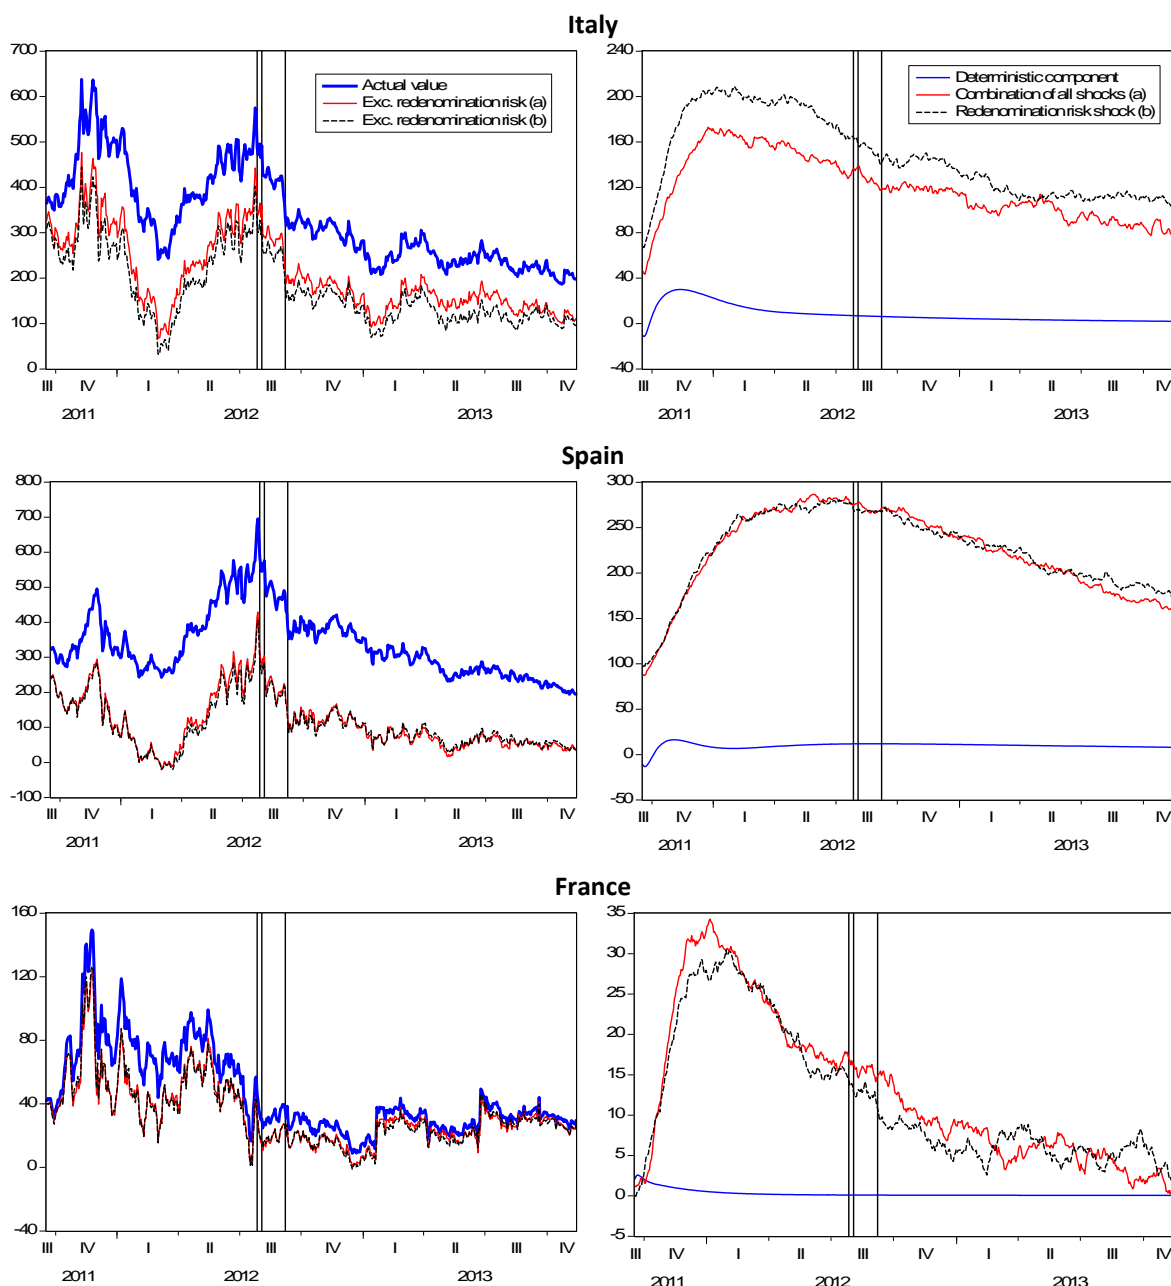 Italy
700
600
500
400
300
200
100
0
Actual value
Exc. redenomination risk (a)
Exc. redenomination risk (b)
III IV I II III IV I II III IV
2011 2012 2013
240
200
160
120
80
40
0
-40
Deterministic component
Combination of all shocks (a)
Redenomination risk shock (b)
III IV I II III IV I II III IV
2011 2012 2013
Spain
800
700
600
500
400
300
200
100
0
-100
III IV I II III IV I II III IV
2011 2012 2013
300
250
200
150
100
50
0
-50
III IV I II III IV I II III IV
2011 2012 2013
France
160
120
80
40
0
-40
III IV I II III IV I II III IV
2011 2012 2013
35
30
25
20
15
10
5
0
-5
III IV I II III IV I II III IV
2011 2012 2013